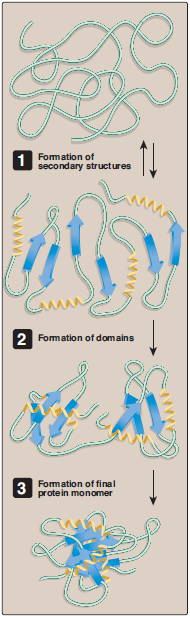 1 Formation of
secondary structures
2 Formation of domains
3 Formation of final
protein monomer